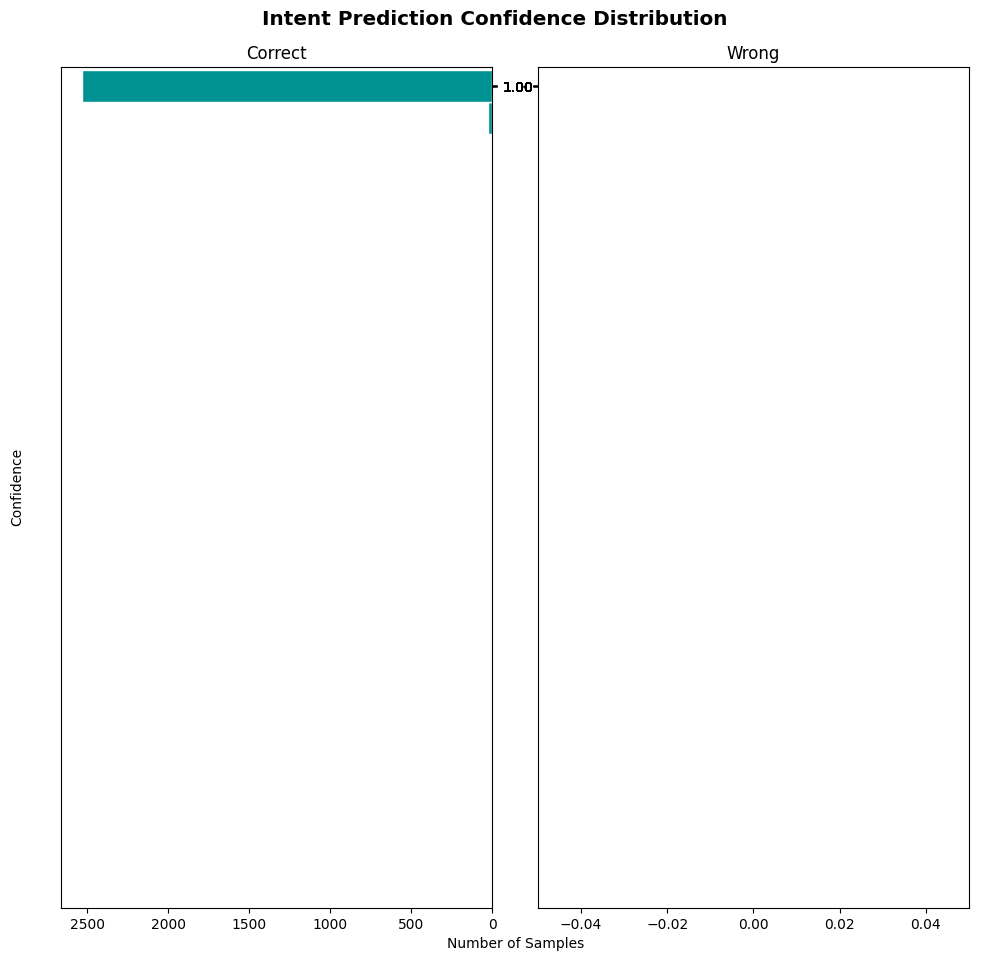 Intent Prediction Confidence Distribution
Correct
Wrong
1.00
Confidence
2500 2000 1500 1000 500 0
−0.04 −0.02 0.00 0.02 0.04
Number of Samples